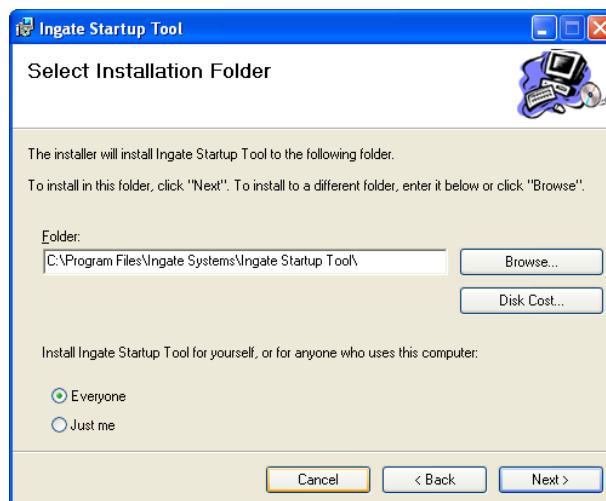 Ingate Startup Tool
Select Installation Folder
The installer will install Ingate Startup Tool to the following folder.
To install in this folder, click "Next". To install to a different folder, enter it below or click "Browse".
Folder:
C:\Program Files\Ingate Systems\Ingate Startup Tool\
Browse...
Disk Cost...
Install Ingate Startup Tool for yourself, or for anyone who uses this computer:
Everyone
Just me
Cancel
< Back
Next >